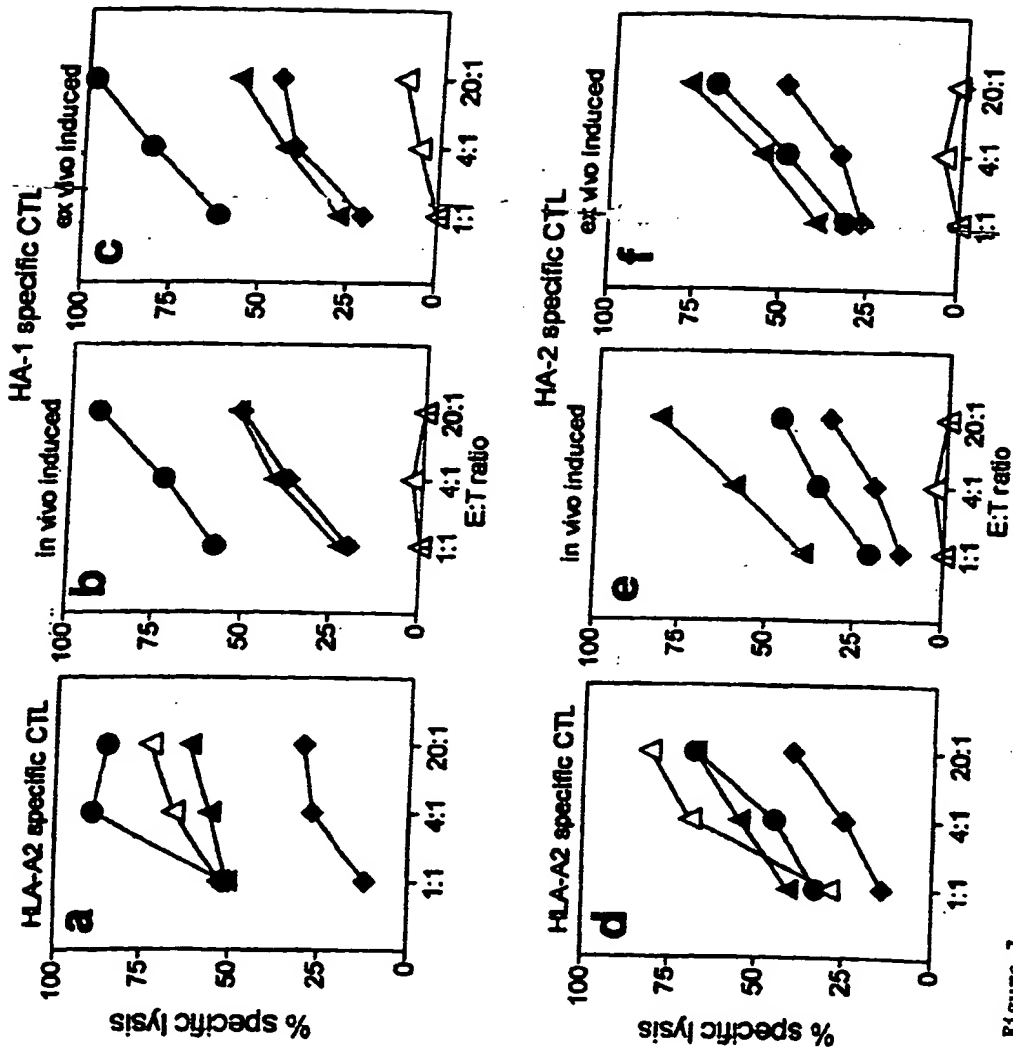 HA-1 specific CTL
HLA-A2 specific CTL
in vivo induced
ex vivo induced
a
b
c
% specific lysis
100
75
50
25
0
1:1
4:1
20:1
100
75
50
25
0
1:1
4:1
20:1
E:T ratio
100
75
50
25
0
1:1
4:1
20:1
HA-2 specific CTL
HLA-A2 specific CTL
in vivo induced
ex vivo induced
d
e
f
% specific lysis
100
75
50
25
0
1:1
4:1
20:1
100
75
50
25
0
1:1
4:1
20:1
E:T ratio
100
75
50
25
0
1:1
4:1
20:1
Figure 7